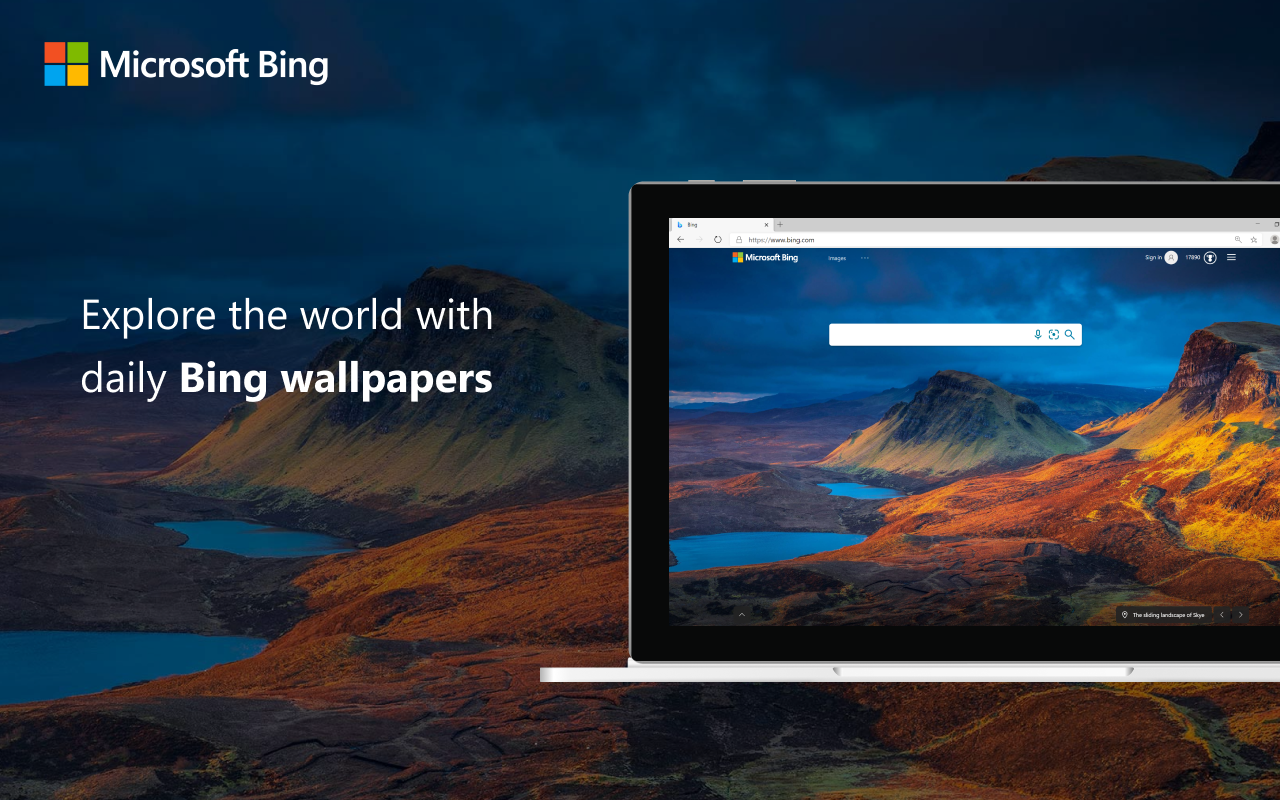 Microsoft Bing
Explore the world with
daily Bing wallpapers
Bing
https://www.bing.com
Microsoft Bing
Images
Sign in
17890
The sliding landscape of Skye